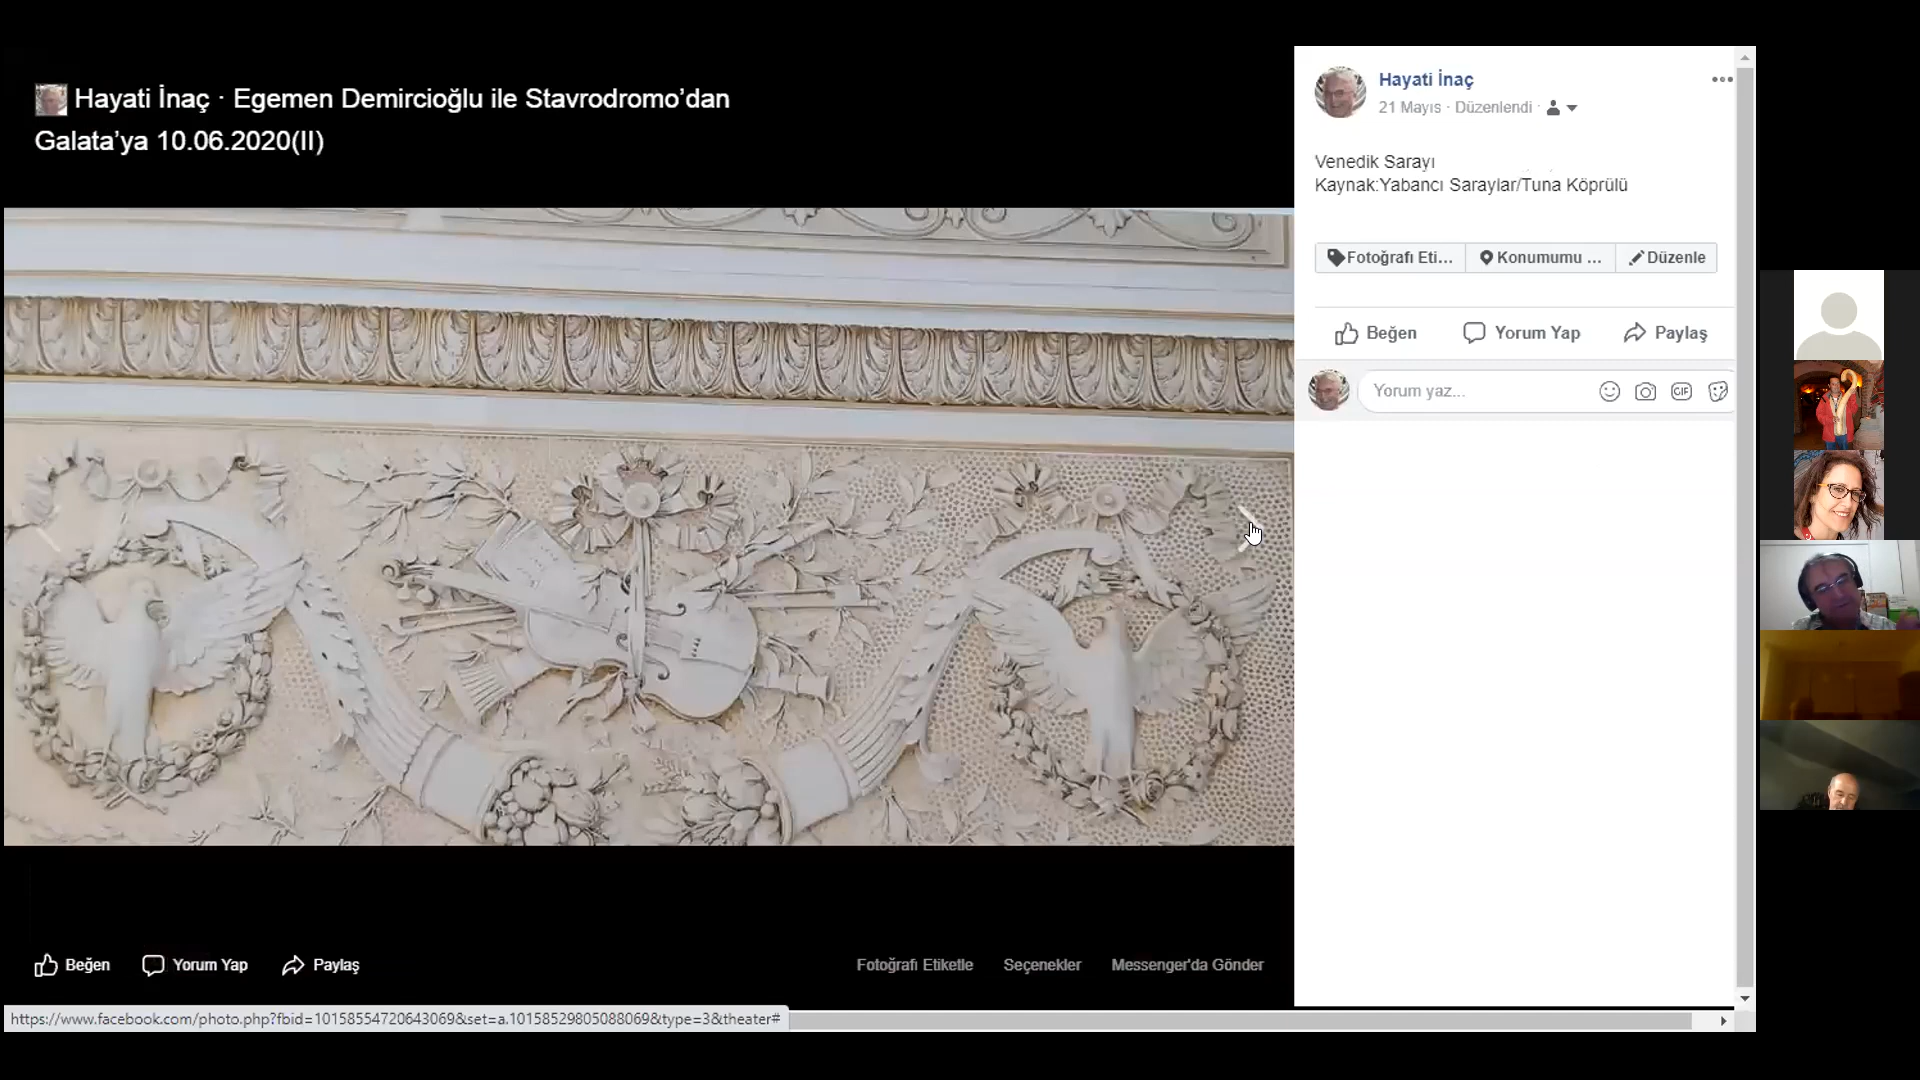 Hayati İnaç · Egemen Demircioğlu ile Stavrodromo’dan
Galata’ya 10.06.2020(II)
Hayati İnaç
21 Mayıs · Düzenlendi ·
Venedik Sarayı
Kaynak:Yabancı Saraylar/Tuna Köprülü
Fotoğrafı Eti...
Konumumu ...
Düzenle
Beğen
Yorum Yap
Paylaş
Yorum yaz...
GIF
Beğen
Yorum Yap
Paylaş
Fotoğrafı Etiketle
Seçenekler
Messenger'da Gönder
https://www.facebook.com/photo.php?fbid=10158554720643069&set=a.10158529805088069&type=3&theater#